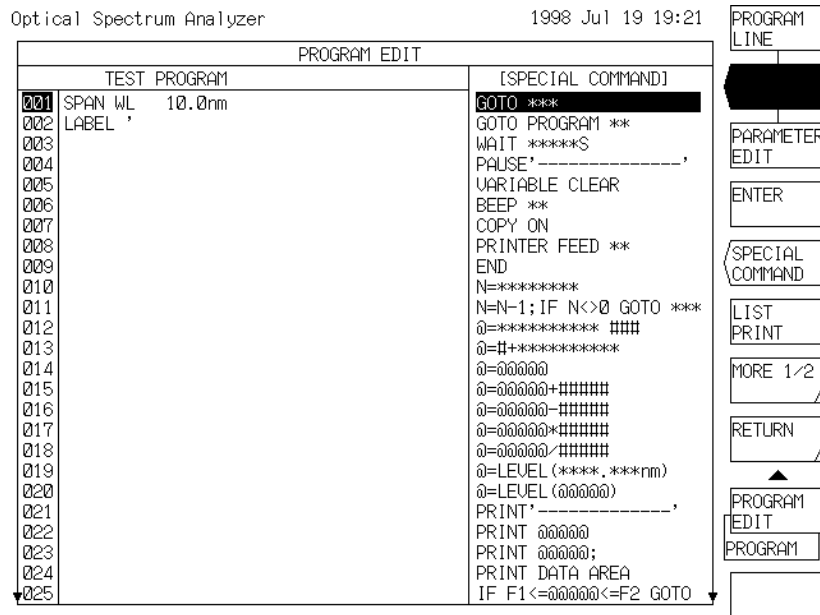 Optical Spectrum Analyzer 1998 Jul 19 19:21
PROGRAM EDIT
TEST PROGRAM
001 SPAN WL 10.0nm
002 LABEL '
003
004
005
006
007
008
009
010
011
012
013
014
015
016
017
018
019
020
021
022
023
024
025
[SPECIAL COMMAND]
GOTO ***
GOTO PROGRAM **
WAIT *****S
PAUSE'--------------'
VARIABLE CLEAR
BEEP **
COPY ON
PRINTER FEED **
END
N=*********
N=N-1;IF N<>0 GOTO ***
@=*********** ###
@=#+***********
@=@@@@@
@=@@@@@+#####
@=@@@@@-#####
@=@@@@@*#####
@=@@@@@/#####
@=LEVEL(****.***nm)
@=LEVEL(@@@@@)
PRINT'-------------'
PRINT @@@@@
PRINT @@@@@;
PRINT DATA AREA
IF F1<=@@@@@<=F2 GOTO
PROGRAM
LINE
PARAMETER
EDIT
ENTER
SPECIAL
COMMAND
LIST
PRINT
MORE 1/2
RETURN
PROGRAM
EDIT
PROGRAM